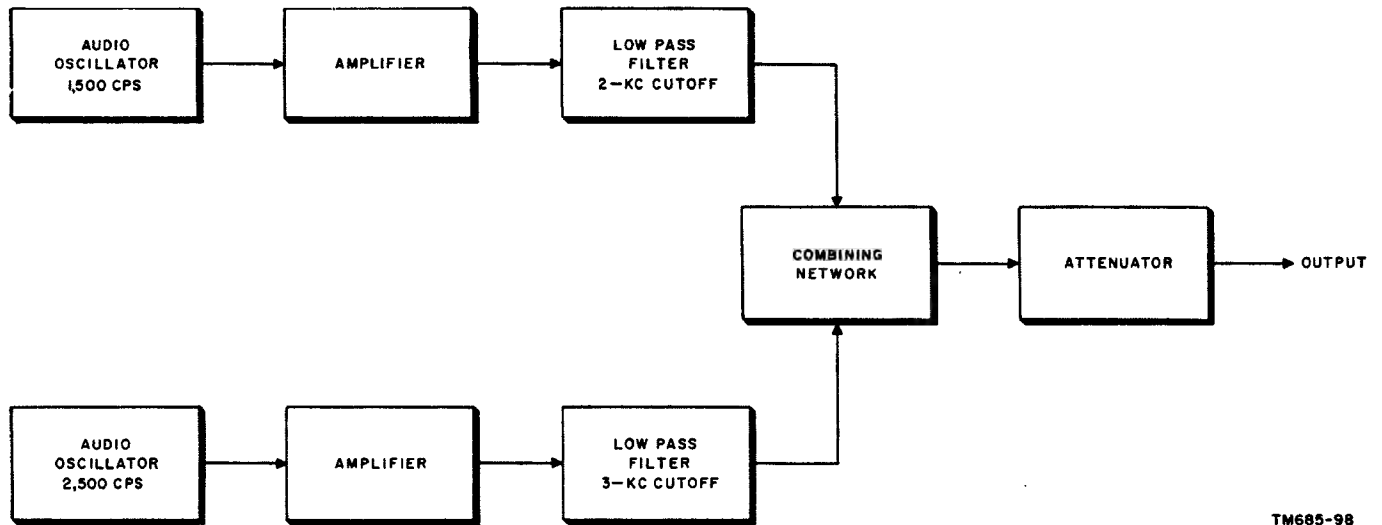 AUDIO
OSCILLATOR
1,500 CPS
AMPLIFIER
LOW PASS
FILTER
2-KC CUTOFF
COMBINING
NETWORK
ATTENUATOR
OUTPUT
AUDIO
OSCILLATOR
2,500 CPS
AMPLIFIER
LOW PASS
FILTER
3-KC CUTOFF
TM685-98